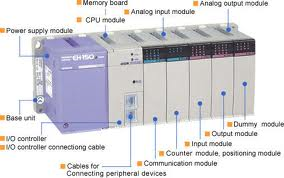 Memory board
Analog output module
CPU module
Analog input module
Power supply module
EH150
Base unit
I/O controller
I/O controller connectiong cable
Dummy module
Output module
Input module
Counter module, positioning module
Cables for
Connecting peripheral devices
Communication module